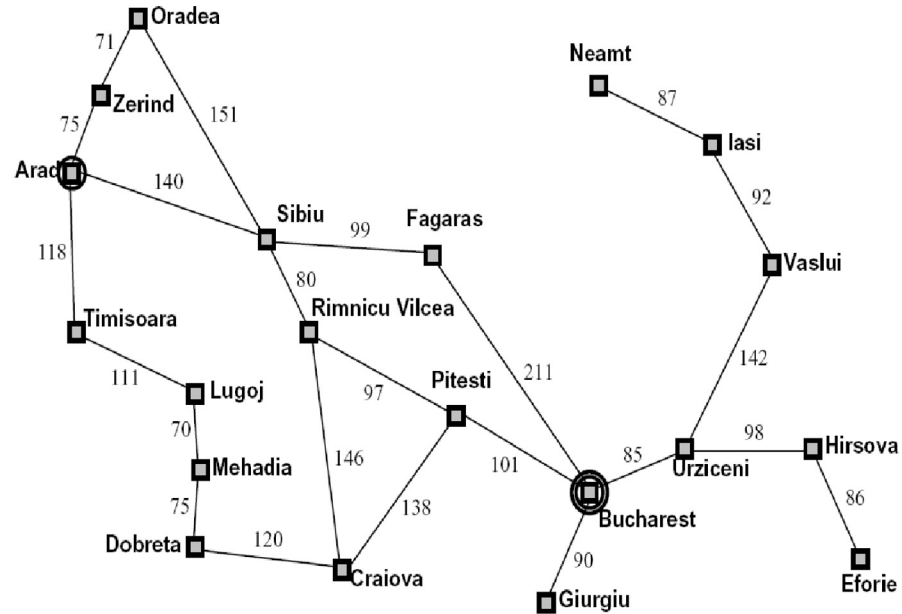 Oradea
71
Neamt
Zerind
87
151
75
Iasi
Arad
140
92
Sibiu
Fagaras
99
118
Vaslui
80
Timisoara
Rimnicu Vilcea
142
111
Pitesti
211
Lugoj
97
70
98
Hirsova
85
Urziceni
146
101
Mehadia
86
75
138
Bucharest
Dobreta
120
90
Craiova
Eforie
Giurgiu